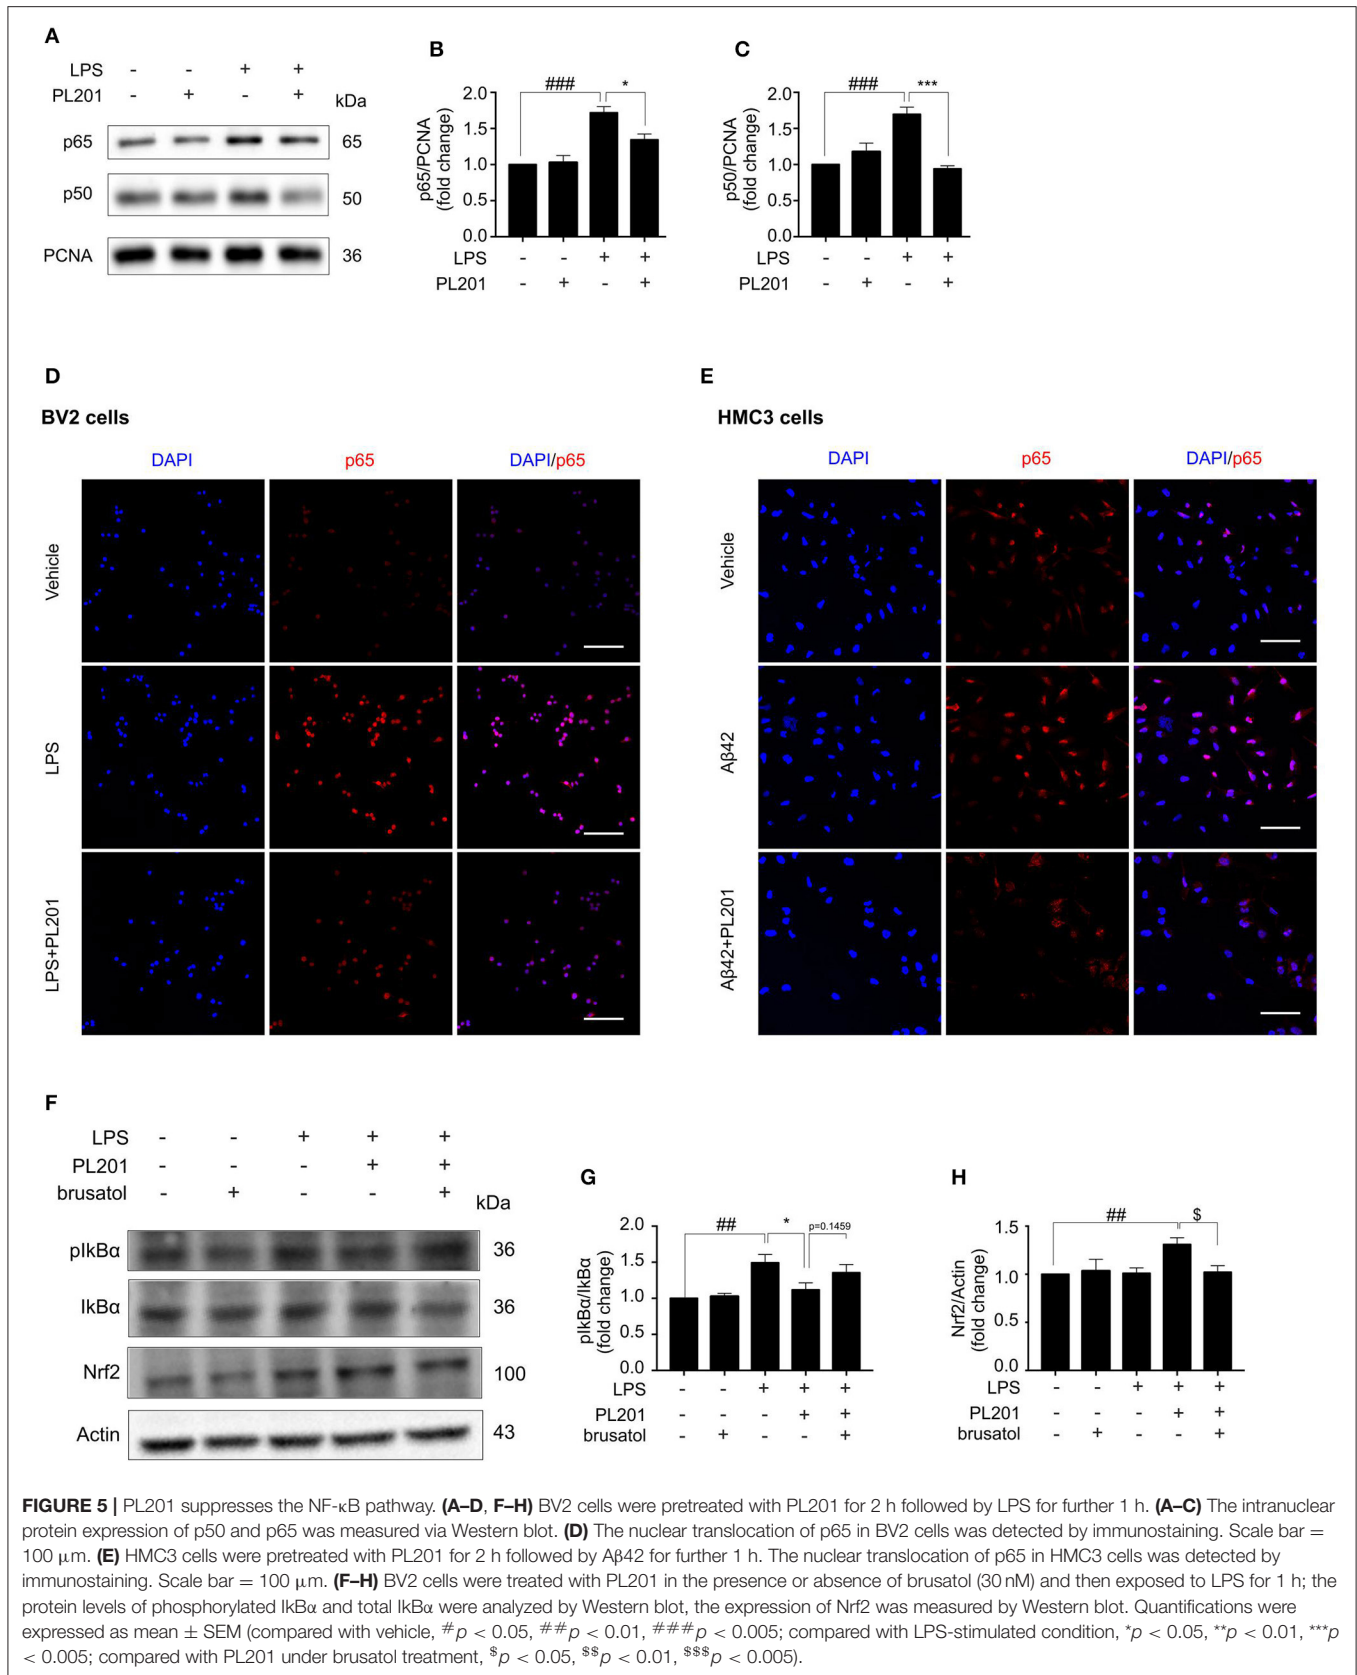 A
LPS - - + +
PL201 - + - + kDa
p65 65
p50 50
PCNA 36
B
### *
p65/PCNA
(fold change)
2.0
1.5
1.0
0.5
0.0
LPS - - + +
PL201 - + - +
C
### ***
p50/PCNA
(fold change)
2.0
1.5
1.0
0.5
0.0
LPS - - + +
PL201 - + - +
D
BV2 cells
DAPI p65 DAPI/p65
Vehicle
LPS
LPS+PL201
E
HMC3 cells
DAPI p65 DAPI/p65
Vehicle
Aβ42
Aβ42+PL201
F
LPS - - + + +
PL201 - - - + +
brusatol - + - - + kDa
pIkBα 36
IkBα 36
Nrf2 100
Actin 43
G
## * p=0.1459
pIkBα/IkBα
(fold change)
2.0
1.5
1.0
0.5
0.0
LPS - - + + +
PL201 - - - + +
brusatol - + - - +
H
## $
Nrf2/Actin
(fold change)
1.5
1.0
0.5
0.0
LPS - - + + +
PL201 - - - + +
brusatol - + - - +
FIGURE 5 | PL201 suppresses the NF-κB pathway. (A–D, F–H) BV2 cells were pretreated with PL201 for 2 h followed by LPS for further 1 h. (A–C) The intranuclear
protein expression of p50 and p65 was measured via Western blot. (D) The nuclear translocation of p65 in BV2 cells was detected by immunostaining. Scale bar =
100 μm. (E) HMC3 cells were pretreated with PL201 for 2 h followed by Aβ42 for further 1 h. The nuclear translocation of p65 in HMC3 cells was detected by
immunostaining. Scale bar = 100 μm. (F–H) BV2 cells were treated with PL201 in the presence or absence of brusatol (30 nM) and then exposed to LPS for 1 h; the
protein levels of phosphorylated IkBα and total IkBα were analyzed by Western blot, the expression of Nrf2 was measured by Western blot. Quantifications were
expressed as mean ± SEM (compared with vehicle, #p < 0.05, ##p < 0.01, ###p < 0.005; compared with LPS-stimulated condition, *p < 0.05, **p < 0.01, ***p
< 0.005; compared with PL201 under brusatol treatment, $p < 0.05, $$p < 0.01, $$$p < 0.005).